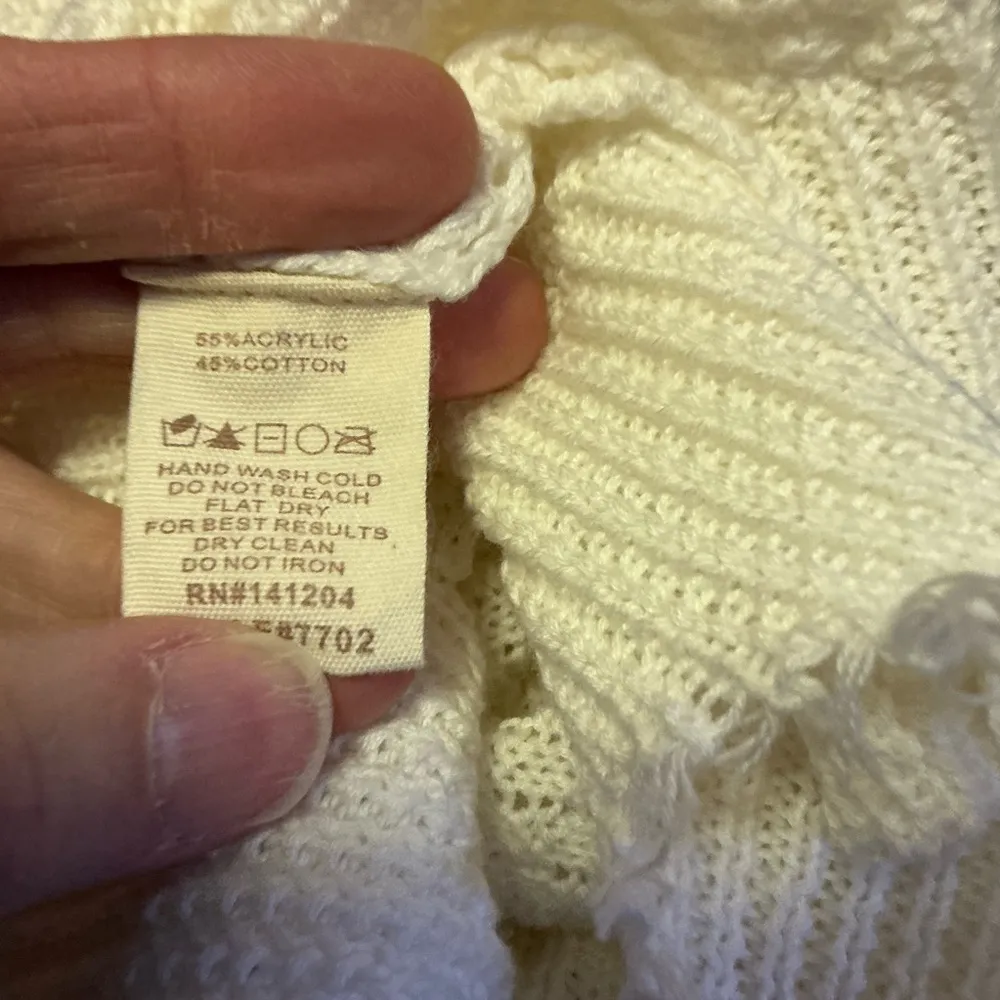 55%ACRYLIC
45%COTTON
HAND WASH COLD
DO NOT BLEACH
FLAT DRY
FOR BEST RESULTS
DRY CLEAN
DO NOT IRON
RN#141204
#7702